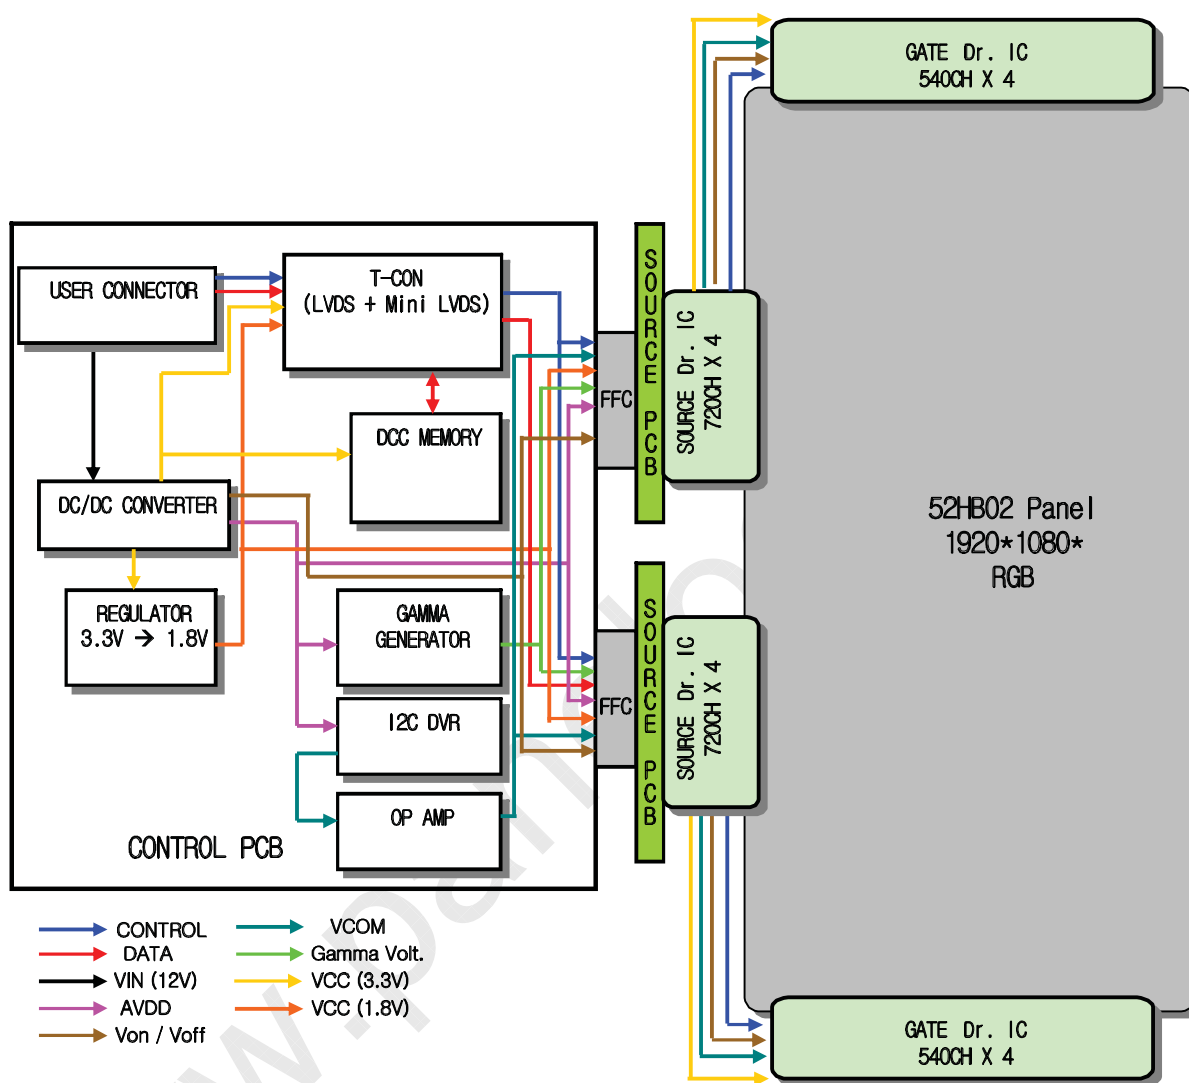 GATE Dr. IC
540CH X 4
USER CONNECTOR
T-CON
(LVDS + Mini LVDS)
DCC MEMORY
DC/DC CONVERTER
REGULATOR
3.3V → 1.8V
GAMMA
GENERATOR
I2C DVR
OP AMP
CONTROL PCB
FFC
SOURCE PCB
SOURCE Dr. IC
720CH X 4
FFC
SOURCE PCB
SOURCE Dr. IC
720CH X 4
52HB02 Panel
1920*1080*
RGB
GATE Dr. IC
540CH X 4
CONTROL
DATA
VIN (12V)
AVDD
Von / Voff
VCOM
Gamma Volt.
VCC (3.3V)
VCC (1.8V)